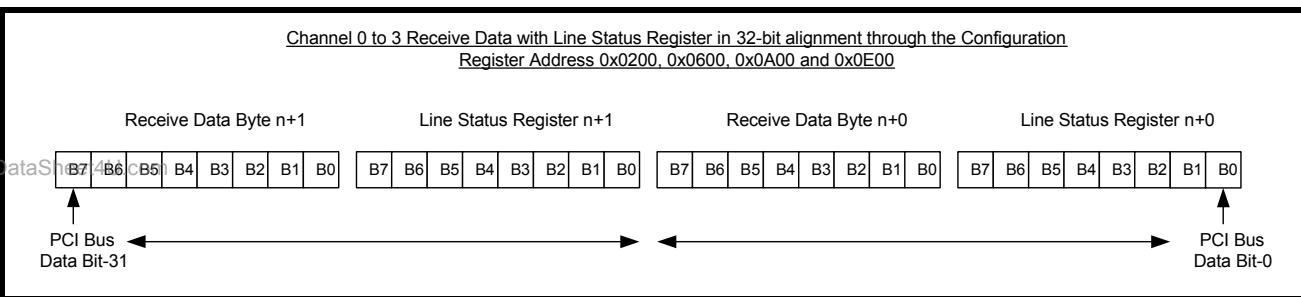 Channel 0 to 3 Receive Data with Line Status Register in 32-bit alignment through the Configuration
Register Address 0x0200, 0x0600, 0x0A00 and 0x0E00
Receive Data Byte n+1 Line Status Register n+1 Receive Data Byte n+0 Line Status Register n+0
B7 B6 B5 B4 B3 B2 B1 B0 B7 B6 B5 B4 B3 B2 B1 B0 B7 B6 B5 B4 B3 B2 B1 B0 B7 B6 B5 B4 B3 B2 B1 B0
DataSheet4U.com
PCI Bus
Data Bit-31
PCI Bus
Data Bit-0